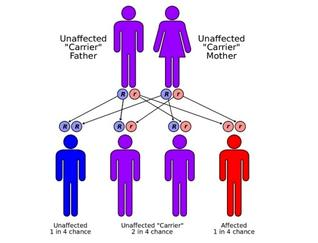 Unaffected
"Carrier"
Father
Unaffected
"Carrier"
Mother
R r R r
R R R r R r r r
Unaffected
1 in 4 chance
Unaffected "Carrier"
2 in 4 chance
Affected
1 in 4 chance